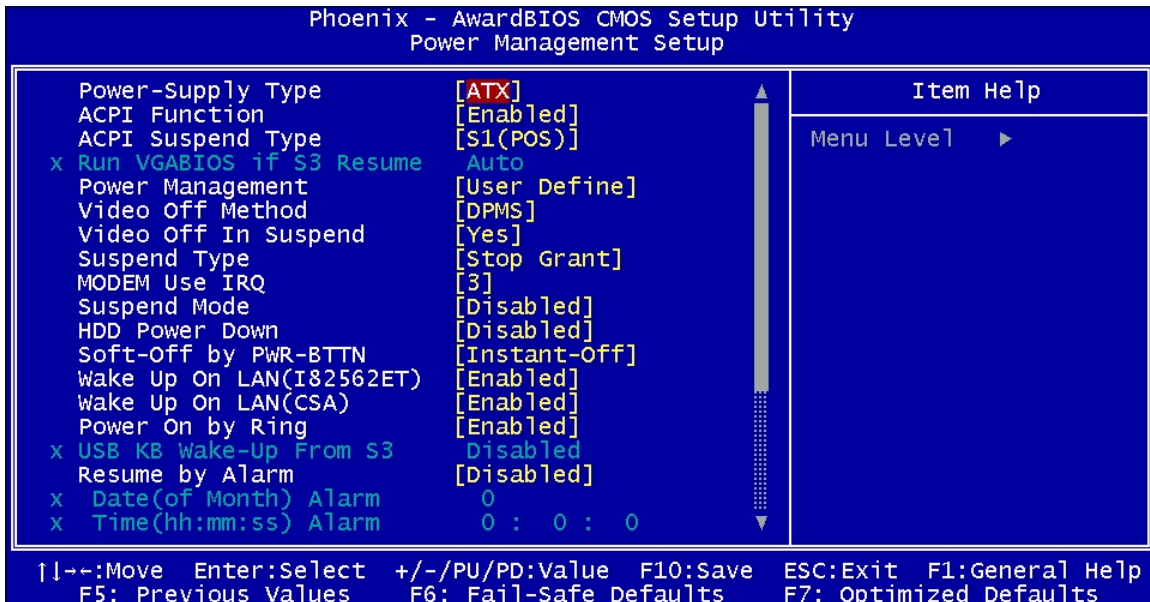 Phoenix - AwardBIOS CMOS Setup Utility
Power Management Setup
Power-Supply Type [ATX]
ACPI Function [Enabled]
ACPI Suspend Type [S1(POS)]
x Run VGABIOS if S3 Resume Auto
Power Management [User Define]
Video Off Method [DPMS]
Video Off In Suspend [Yes]
Suspend Type [Stop Grant]
MODEM Use IRQ [3]
Suspend Mode [Disabled]
HDD Power Down [Disabled]
Soft-Off by PWR-BTTN [Instant-Off]
Wake Up On LAN(I82562ET) [Enabled]
Wake Up On LAN(CSA) [Enabled]
Power On by Ring [Enabled]
x USB KB Wake-Up From S3 Disabled
Resume by Alarm [Disabled]
x Date(of Month) Alarm 0
x Time(hh:mm:ss) Alarm 0 : 0 : 0
Item Help
Menu Level ►
↑↓→←:Move Enter:Select +/-/PU/PD:Value F10:Save ESC:Exit F1:General Help
F5: Previous Values F6: Fail-Safe Defaults F7: Optimized Defaults